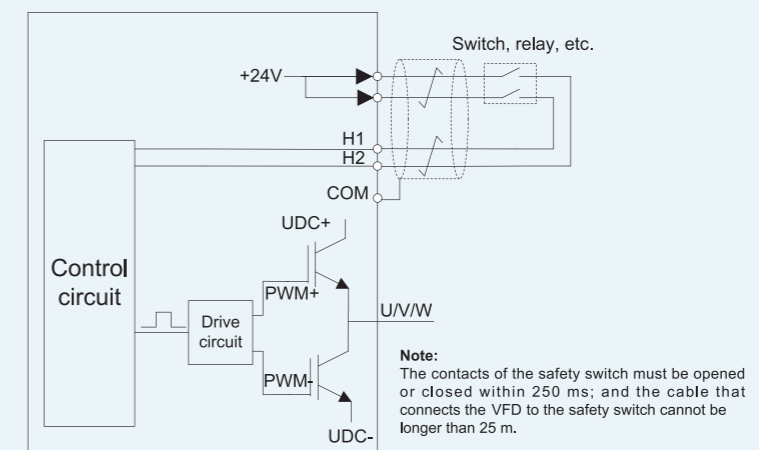 Switch, relay, etc.
+24V
H1
H2
COM
UDC+
Control
circuit
PWM+
Drive
circuit
U/V/W
PWM-
UDC-
Note:
The contacts of the safety switch must be opened
or closed within 250 ms; and the cable that
connects the VFD to the safety switch cannot be
longer than 25 m.